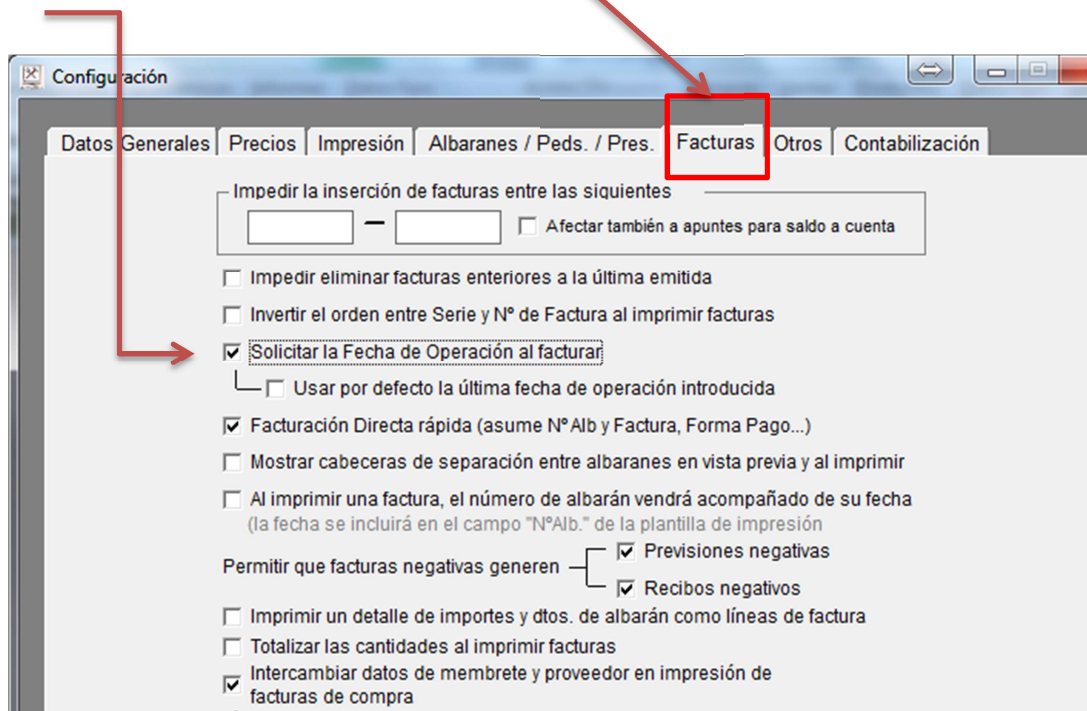 Configuración
Datos Generales Precios Impresión Albaranes / Peds. / Pres. Facturas Otros Contabilización
Impedir la inserción de facturas entre las siguientes
Afectar también a apuntes para saldo a cuenta
Impedir eliminar facturas enteriores a la última emitida
Invertir el orden entre Serie y Nº de Factura al imprimir facturas
Solicitar la Fecha de Operación al facturar
Usar por defecto la última fecha de operación introducida
Facturación Directa rápida (asume Nº Alb y Factura, Forma Pago...)
Mostrar cabeceras de separación entre albaranes en vista previa y al imprimir
Al imprimir una factura, el número de albarán vendrá acompañado de su fecha
(la fecha se incluirá en el campo "NºAlb." de la plantilla de impresión
Permitir que facturas negativas generen
Previsiones negativas
Recibos negativos
Imprimir un detalle de importes y dtos. de albarán como líneas de factura
Totalizar las cantidades al imprimir facturas
Intercambiar datos de membrete y proveedor en impresión de
facturas de compra